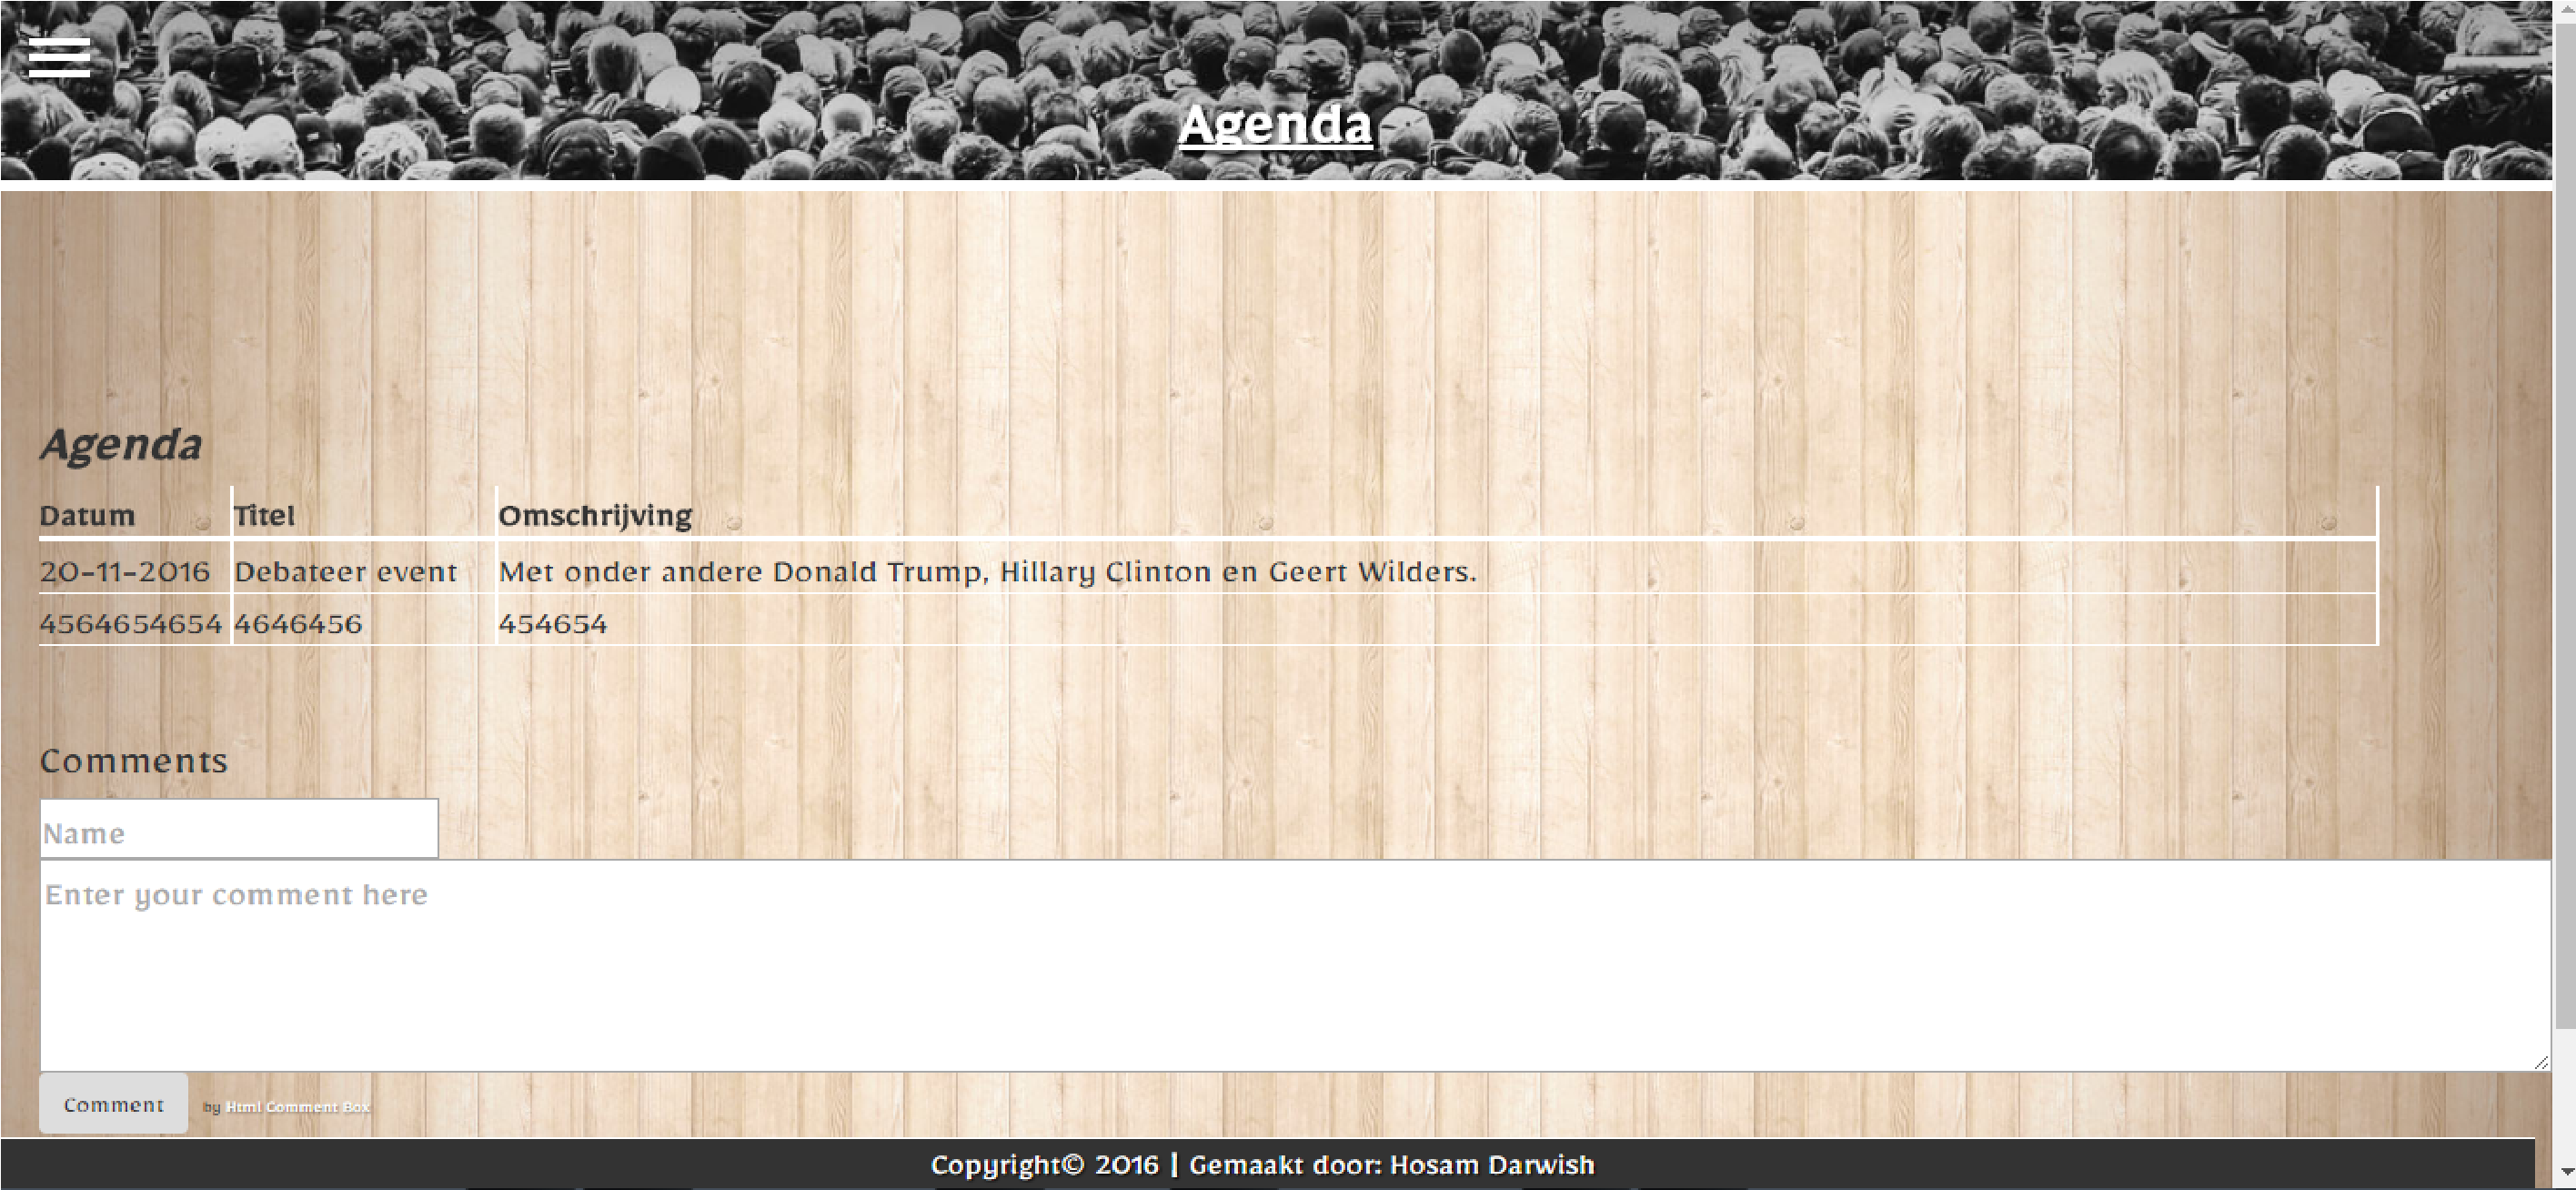 Agenda
Agenda
Datum Titel Omschrijving
20-11-2016 Debateer event Met onder andere Donald Trump, Hillary Clinton en Geert Wilders.
4564654654 4646456 454654
Comments
Name
Enter your comment here
Comment by Html Comment Box
Copyright© 2016 | Gemaakt door: Hosam Darwish